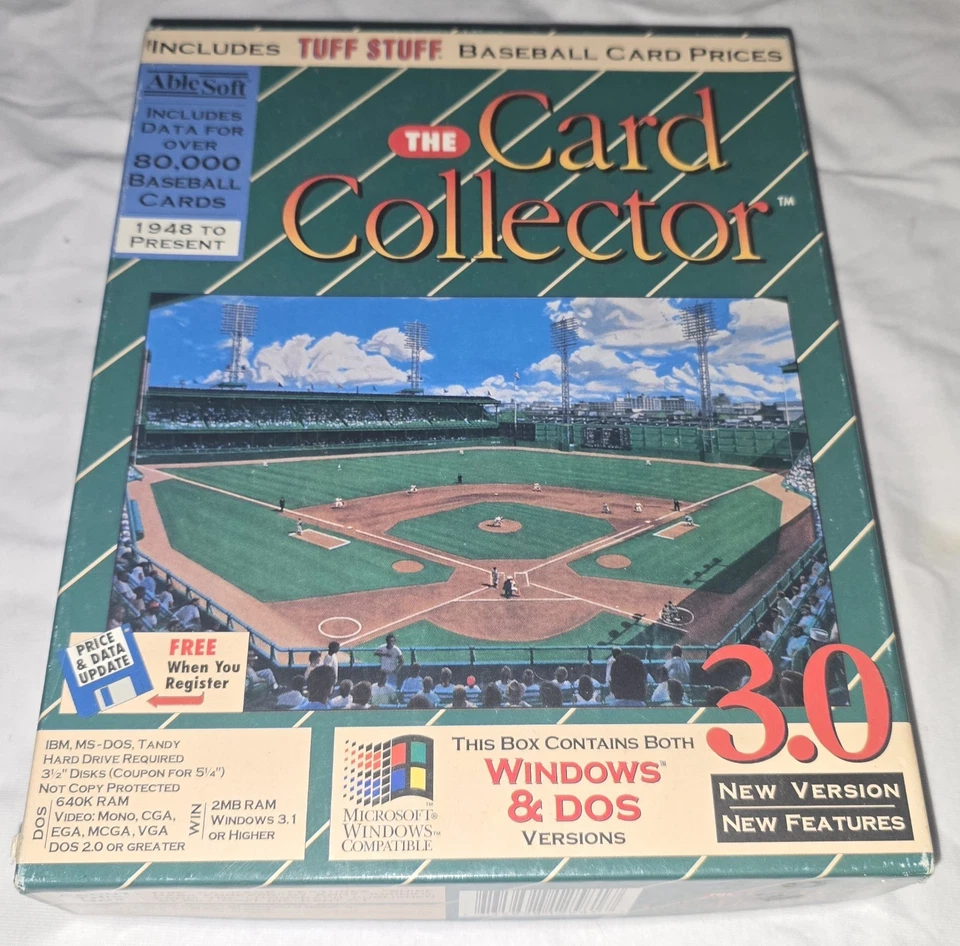 INCLUDES TUFF STUFF BASEBALL CARD PRICES
AbleSoft
INCLUDES
DATA FOR
OVER
80,000
BASEBALL
CARDS
1948 TO
PRESENT
THE Card
Collector™
PRICE
& DATA
UPDATE
FREE
When You
Register
3.0
IBM, MS-DOS, TANDY
HARD DRIVE REQUIRED
3½" DISKS (COUPON FOR 5¼")
NOT COPY PROTECTED
DOS
640K RAM
VIDEO: MONO, CGA,
EGA, MCGA, VGA
DOS 2.0 OR GREATER
WIN
2MB RAM
WINDOWS 3.1
OR HIGHER
MICROSOFT®
WINDOWS™
COMPATIBLE
THIS BOX CONTAINS BOTH
WINDOWS™
& DOS
VERSIONS
NEW VERSION
NEW FEATURES